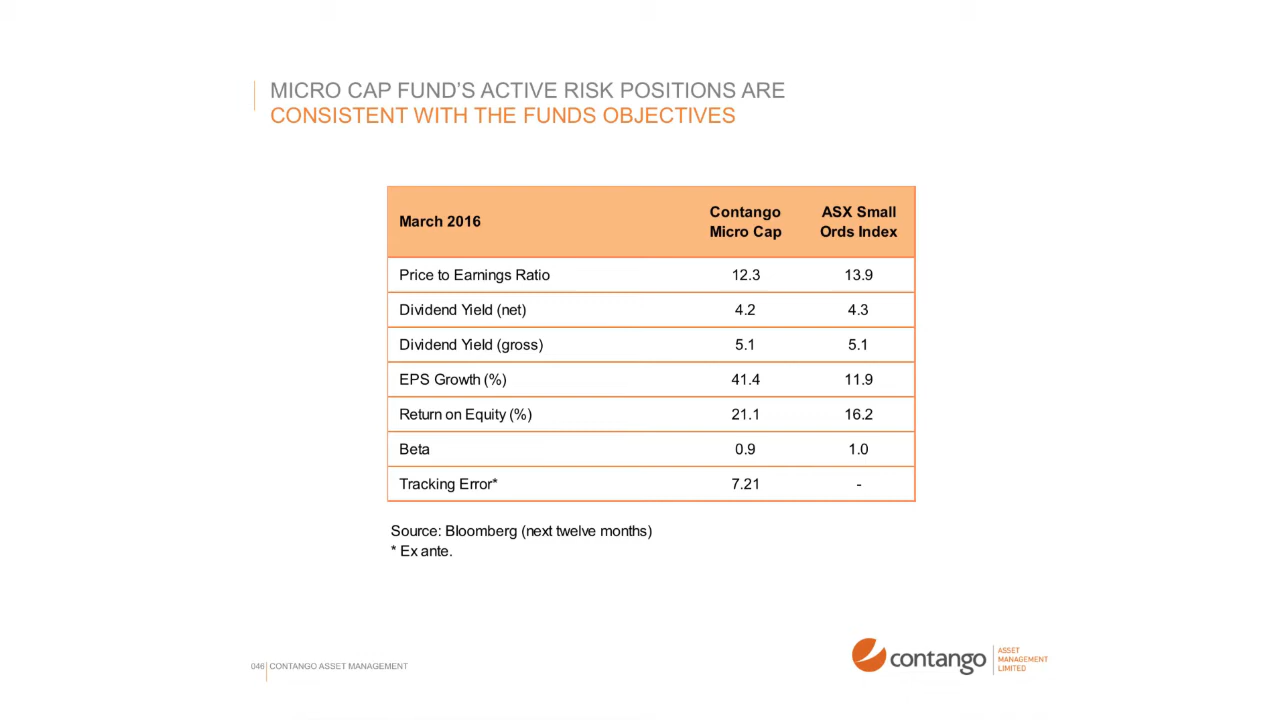 MICRO CAP FUND'S ACTIVE RISK POSITIONS ARE
CONSISTENT WITH THE FUNDS OBJECTIVES
March 2016 Contango Micro Cap ASX Small Ords Index
Price to Earnings Ratio 12.3 13.9
Dividend Yield (net) 4.2 4.3
Dividend Yield (gross) 5.1 5.1
EPS Growth (%) 41.4 11.9
Return on Equity (%) 21.1 16.2
Beta 0.9 1.0
Tracking Error* 7.21 -
Source: Bloomberg (next twelve months)
* Ex ante.
046 CONTANGO ASSET MANAGEMENT
contango
ASSET
MANAGEMENT
LIMITED